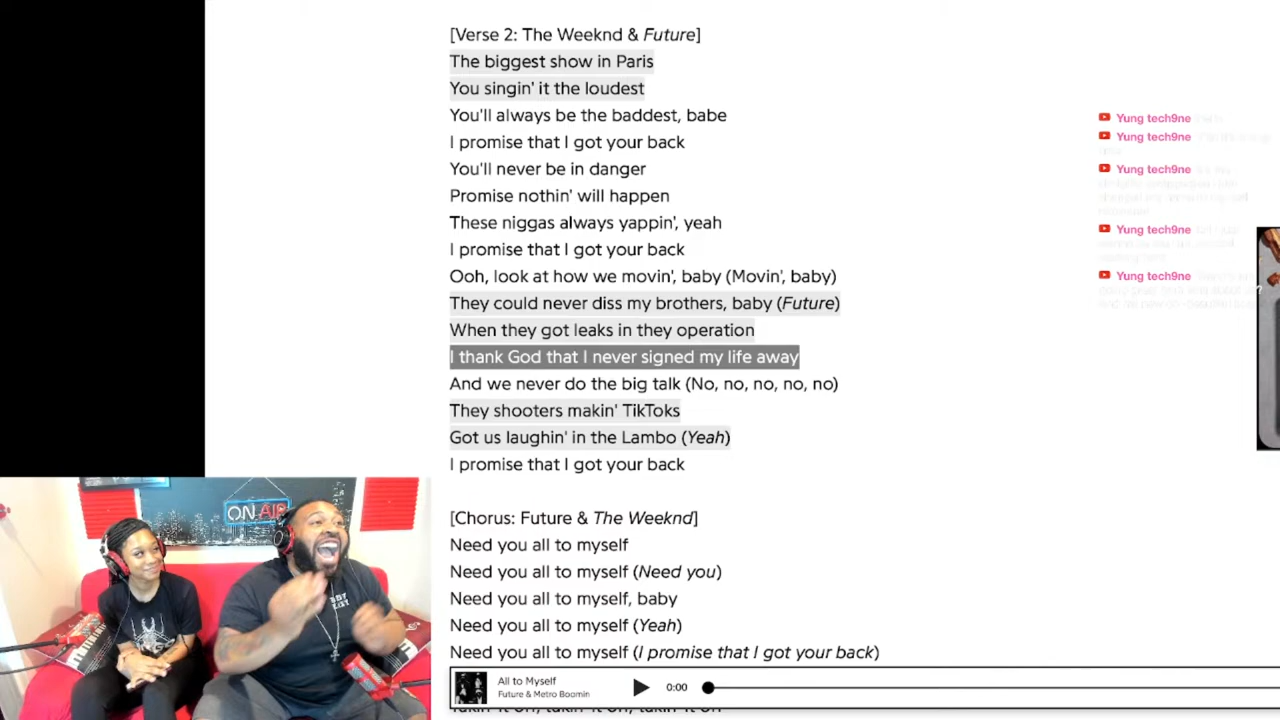 [Verse 2: The Weeknd & Future]
The biggest show in Paris
You singin' it the loudest
You'll always be the baddest, babe
I promise that I got your back
You'll never be in danger
Promise nothin' will happen
These niggas always yappin', yeah
I promise that I got your back
Ooh, look at how we movin', baby (Movin', baby)
They could never diss my brothers, baby (Future)
When they got leaks in they operation
I thank God that I never signed my life away
And we never do the big talk (No, no, no, no, no)
They shooters makin' TikToks
Got us laughin' in the Lambo (Yeah)
I promise that I got your back
[Chorus: Future & The Weeknd]
Need you all to myself
Need you all to myself (Need you)
Need you all to myself, baby
Need you all to myself (Yeah)
Need you all to myself (I promise that I got your back)
All to Myself
Future & Metro Boomin
0:00
Yung tech9ne
Yung tech9ne
Yung tech9ne
Yung tech9ne
Yung tech9ne
ON AIR